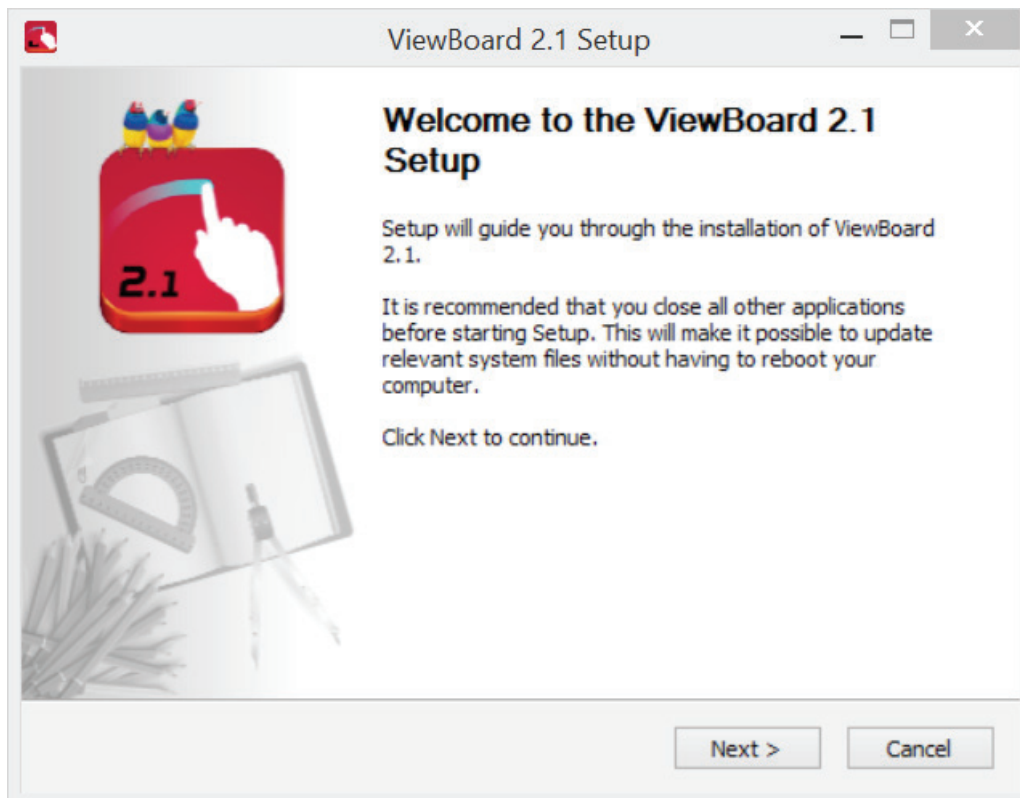 ViewBoard 2.1 Setup
Welcome to the ViewBoard 2.1
Setup
Setup will guide you through the installation of ViewBoard
2.1.
It is recommended that you close all other applications
before starting Setup. This will make it possible to update
relevant system files without having to reboot your
computer.
Click Next to continue.
2.1
Next >
Cancel